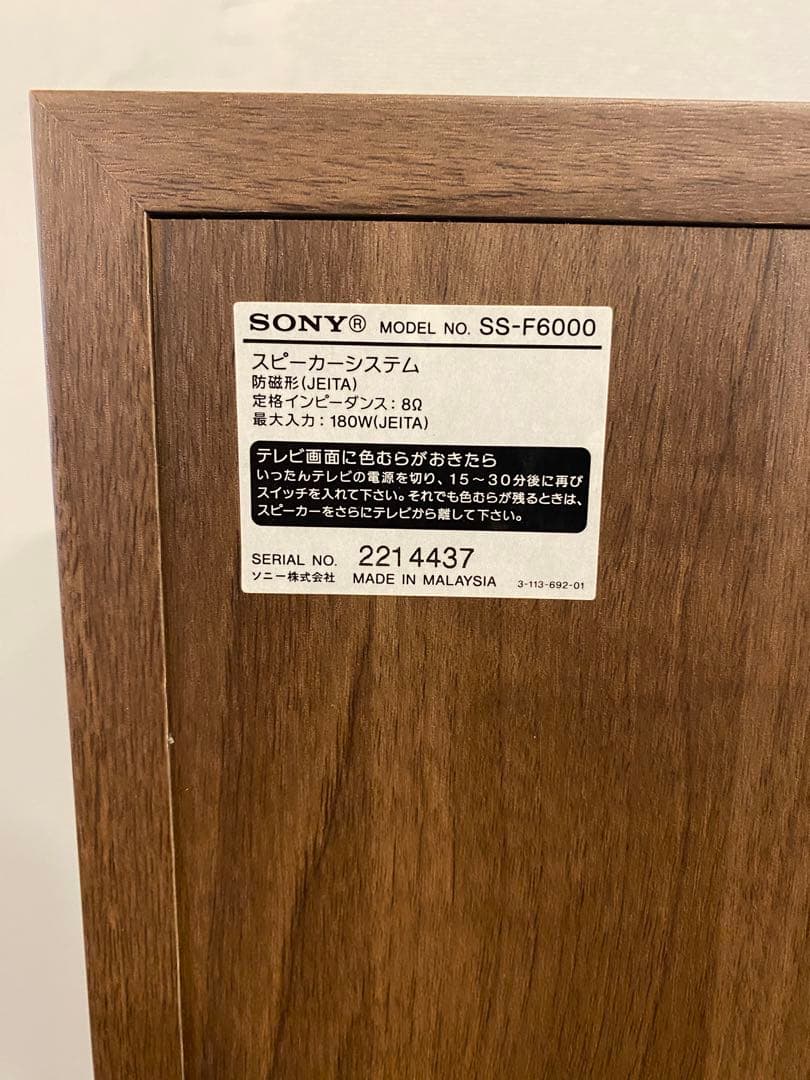 SONY® MODEL NO. SS-F6000
スピーカーシステム
防磁形(JEITA)
定格インピーダンス：8Ω
最大入力：180W(JEITA)
テレビ画面に色むらがおきたら
いったんテレビの電源を切り、15～30分後に再び
スイッチを入れて下さい。それでも色むらが残るときは、
スピーカーをさらにテレビから離して下さい。
SERIAL NO. 2214437
ソニー株式会社 MADE IN MALAYSIA 3-113-692-01